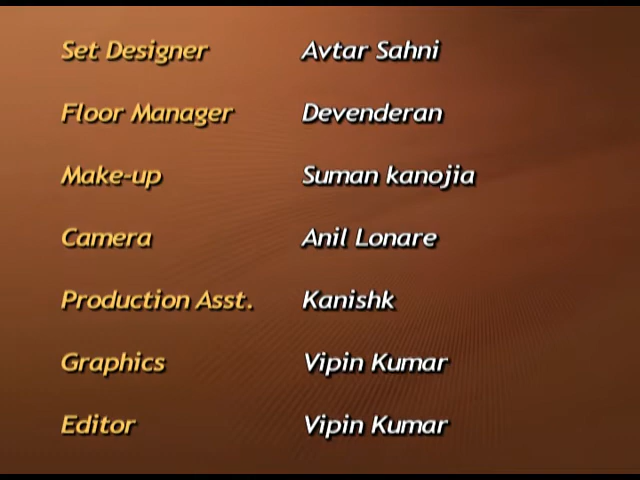 Set Designer Avtar Sahni
Floor Manager Devenderan
Make-up Suman kanojia
Camera Anil Lonare
Production Asst. Kanishk
Graphics Vipin Kumar
Editor Vipin Kumar